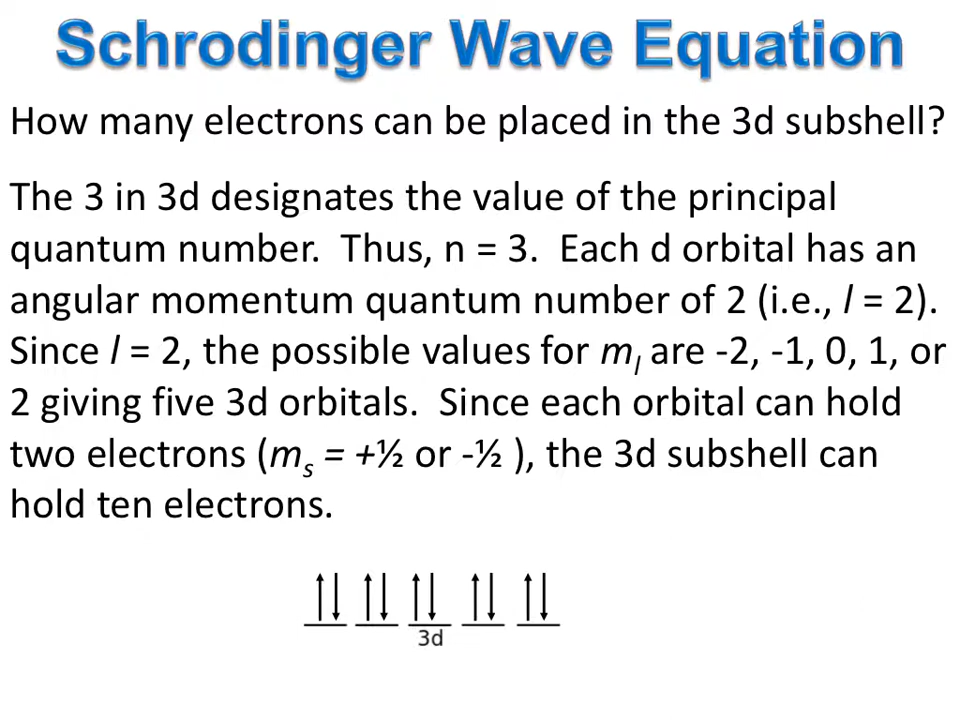 Schrodinger Wave Equation
How many electrons can be placed in the 3d subshell?
The 3 in 3d designates the value of the principal
quantum number.  Thus, n = 3.  Each d orbital has an
angular momentum quantum number of 2 (i.e., l = 2).
Since l = 2, the possible values for mₗ are -2, -1, 0, 1, or
2 giving five 3d orbitals.  Since each orbital can hold
two electrons (mₛ = +½ or -½ ), the 3d subshell can
hold ten electrons.
3d